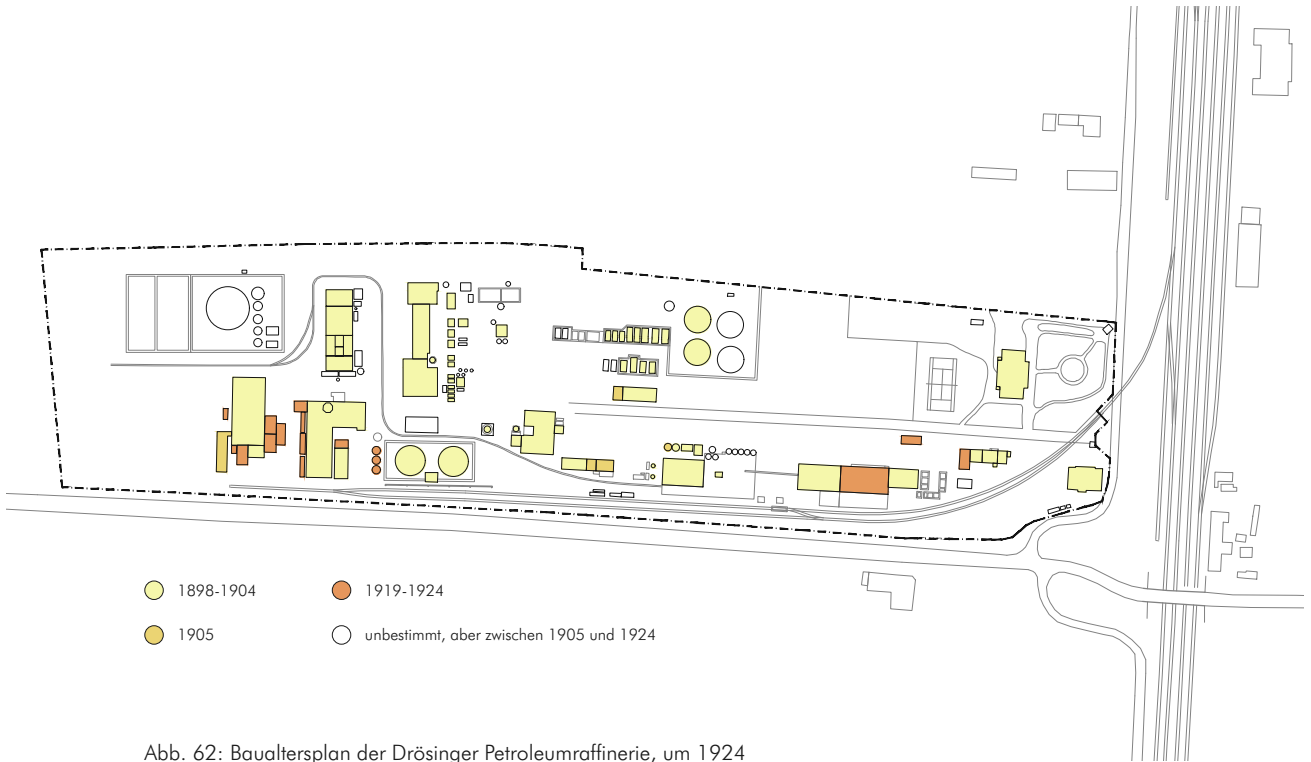 1898-1904
1919-1924
1905
unbestimmt, aber zwischen 1905 und 1924
Abb. 62: Baualtersplan der Drösinger Petroleumraffinerie, um 1924